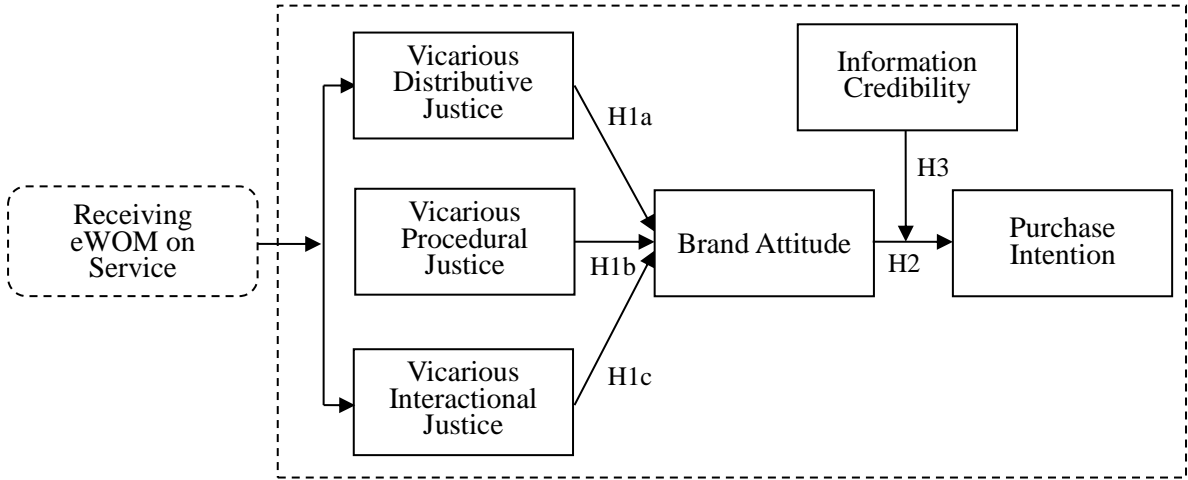 Receiving
eWOM on
Service
Vicarious
Distributive
Justice
Vicarious
Procedural
Justice
Vicarious
Interactional
Justice
H1a
H1b
H1c
Brand Attitude
Information
Credibility
H3
H2
Purchase
Intention